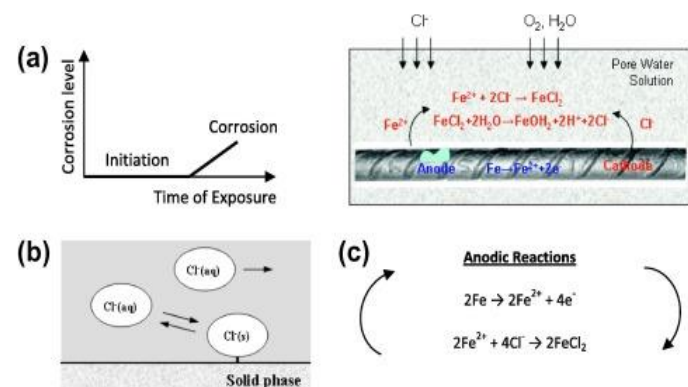 (a)
Corrosion level
Initiation
Corrosion
Time of Exposure
Cl⁻
O₂, H₂O
Pore Water
Solution
Fe²⁺ + 2Cl⁻ → FeCl₂
FeCl₂+2H₂O→FeOH₂+2H⁺+2Cl⁻
Fe²⁺
Cl⁻
Anode
Fe→Fe²⁺+2e⁻
Cathode
(b)
Cl⁻(aq)
Cl⁻(aq)
Cl⁻(s)
Solid phase
(c)
Anodic Reactions
2Fe → 2Fe²⁺ + 4e⁻
2Fe²⁺ + 4Cl⁻ → 2FeCl₂